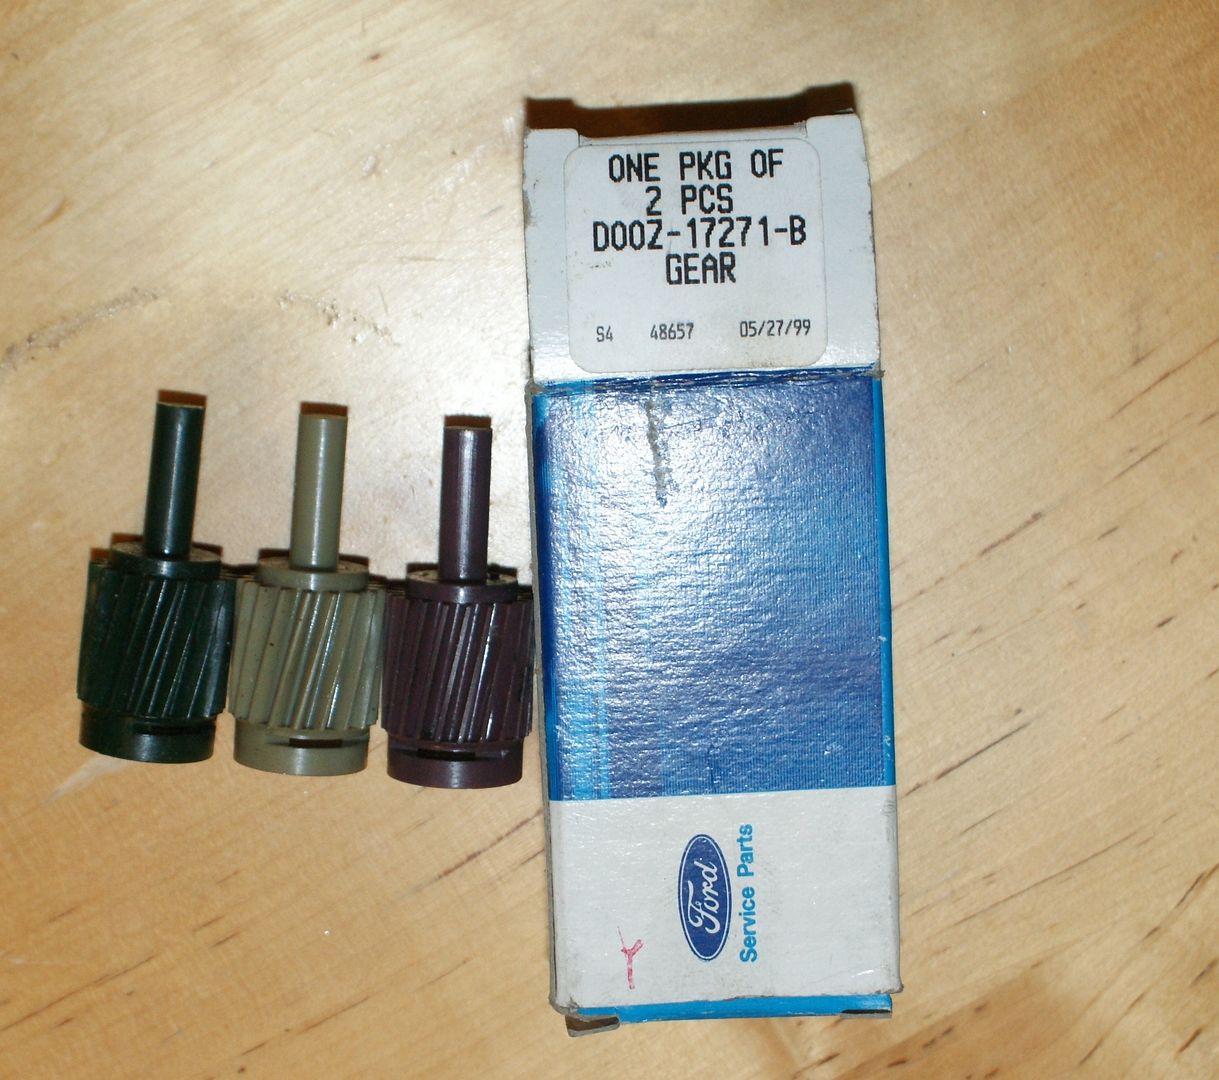 ONE PKG OF
2 PCS
D00Z-17271-B
GEAR
S4 48657 05/27/99
Ford
Service Parts